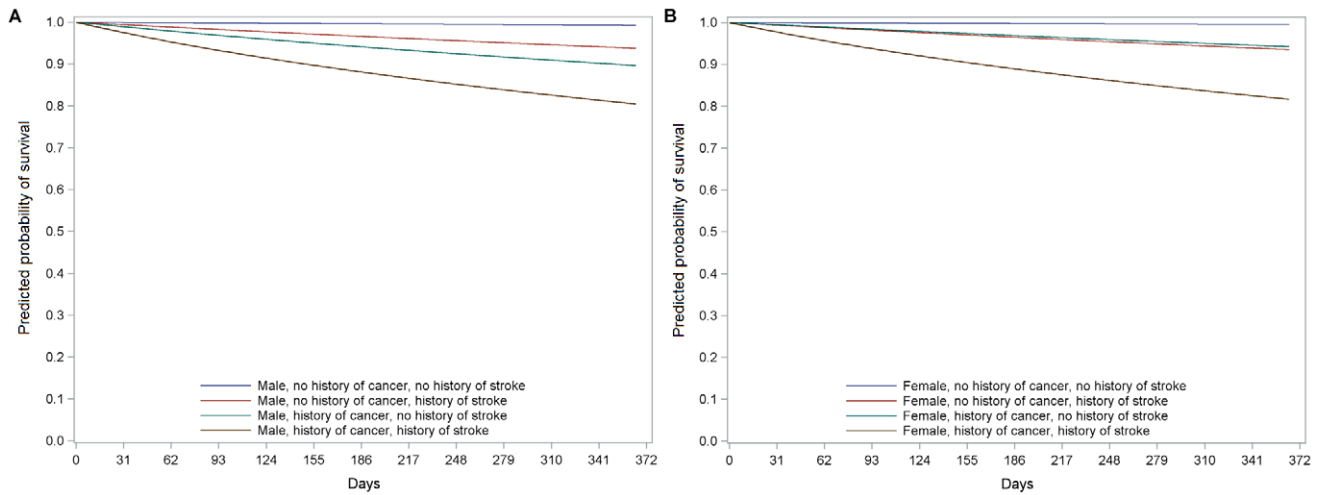 A
Predicted probability of survival
1.0
0.9
0.8
0.7
0.6
0.5
0.4
0.3
0.2
0.1
0.0
Male, no history of cancer, no history of stroke
Male, no history of cancer, history of stroke
Male, history of cancer, no history of stroke
Male, history of cancer, history of stroke
0 31 62 93 124 155 186 217 248 279 310 341 372
Days
B
Predicted probability of survival
1.0
0.9
0.8
0.7
0.6
0.5
0.4
0.3
0.2
0.1
0.0
Female, no history of cancer, no history of stroke
Female, no history of cancer, history of stroke
Female, history of cancer, no history of stroke
Female, history of cancer, history of stroke
0 31 62 93 124 155 186 217 248 279 310 341 372
Days